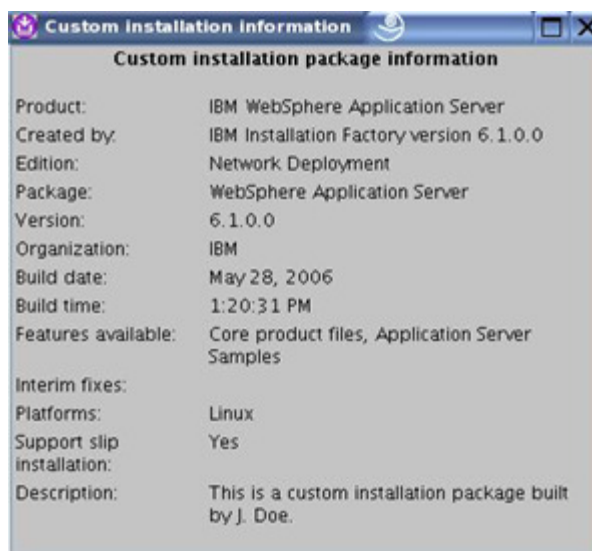 Custom installation information
Custom installation package information
Product: IBM WebSphere Application Server
Created by: IBM Installation Factory version 6.1.0.0
Edition: Network Deployment
Package: WebSphere Application Server
Version: 6.1.0.0
Organization: IBM
Build date: May 28, 2006
Build time: 1:20:31 PM
Features available: Core product files, Application Server
Samples
Interim fixes:
Platforms: Linux
Support slip Yes
installation:
Description: This is a custom installation package built
by J. Doe.